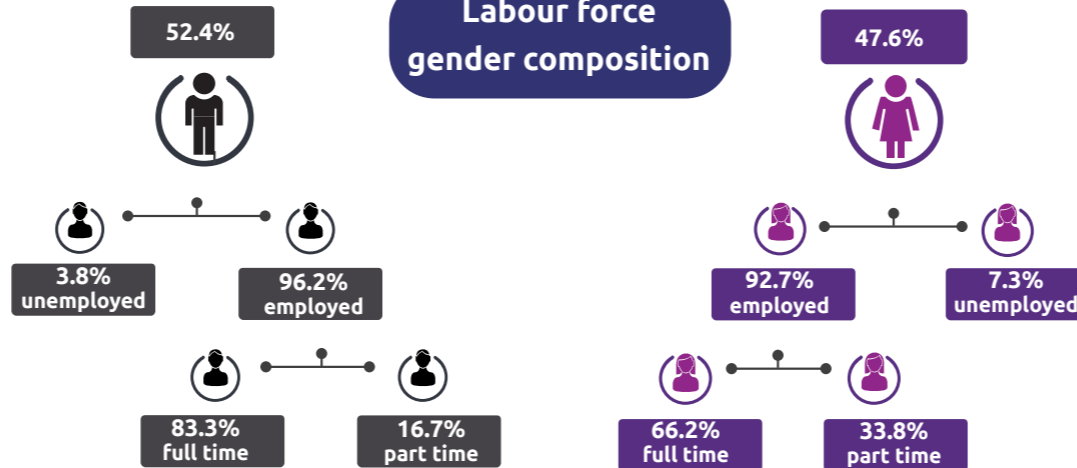 Labour force
gender composition
52.4%
47.6%
3.8%
unemployed
96.2%
employed
92.7%
employed
7.3%
unemployed
83.3%
full time
16.7%
part time
66.2%
full time
33.8%
part time